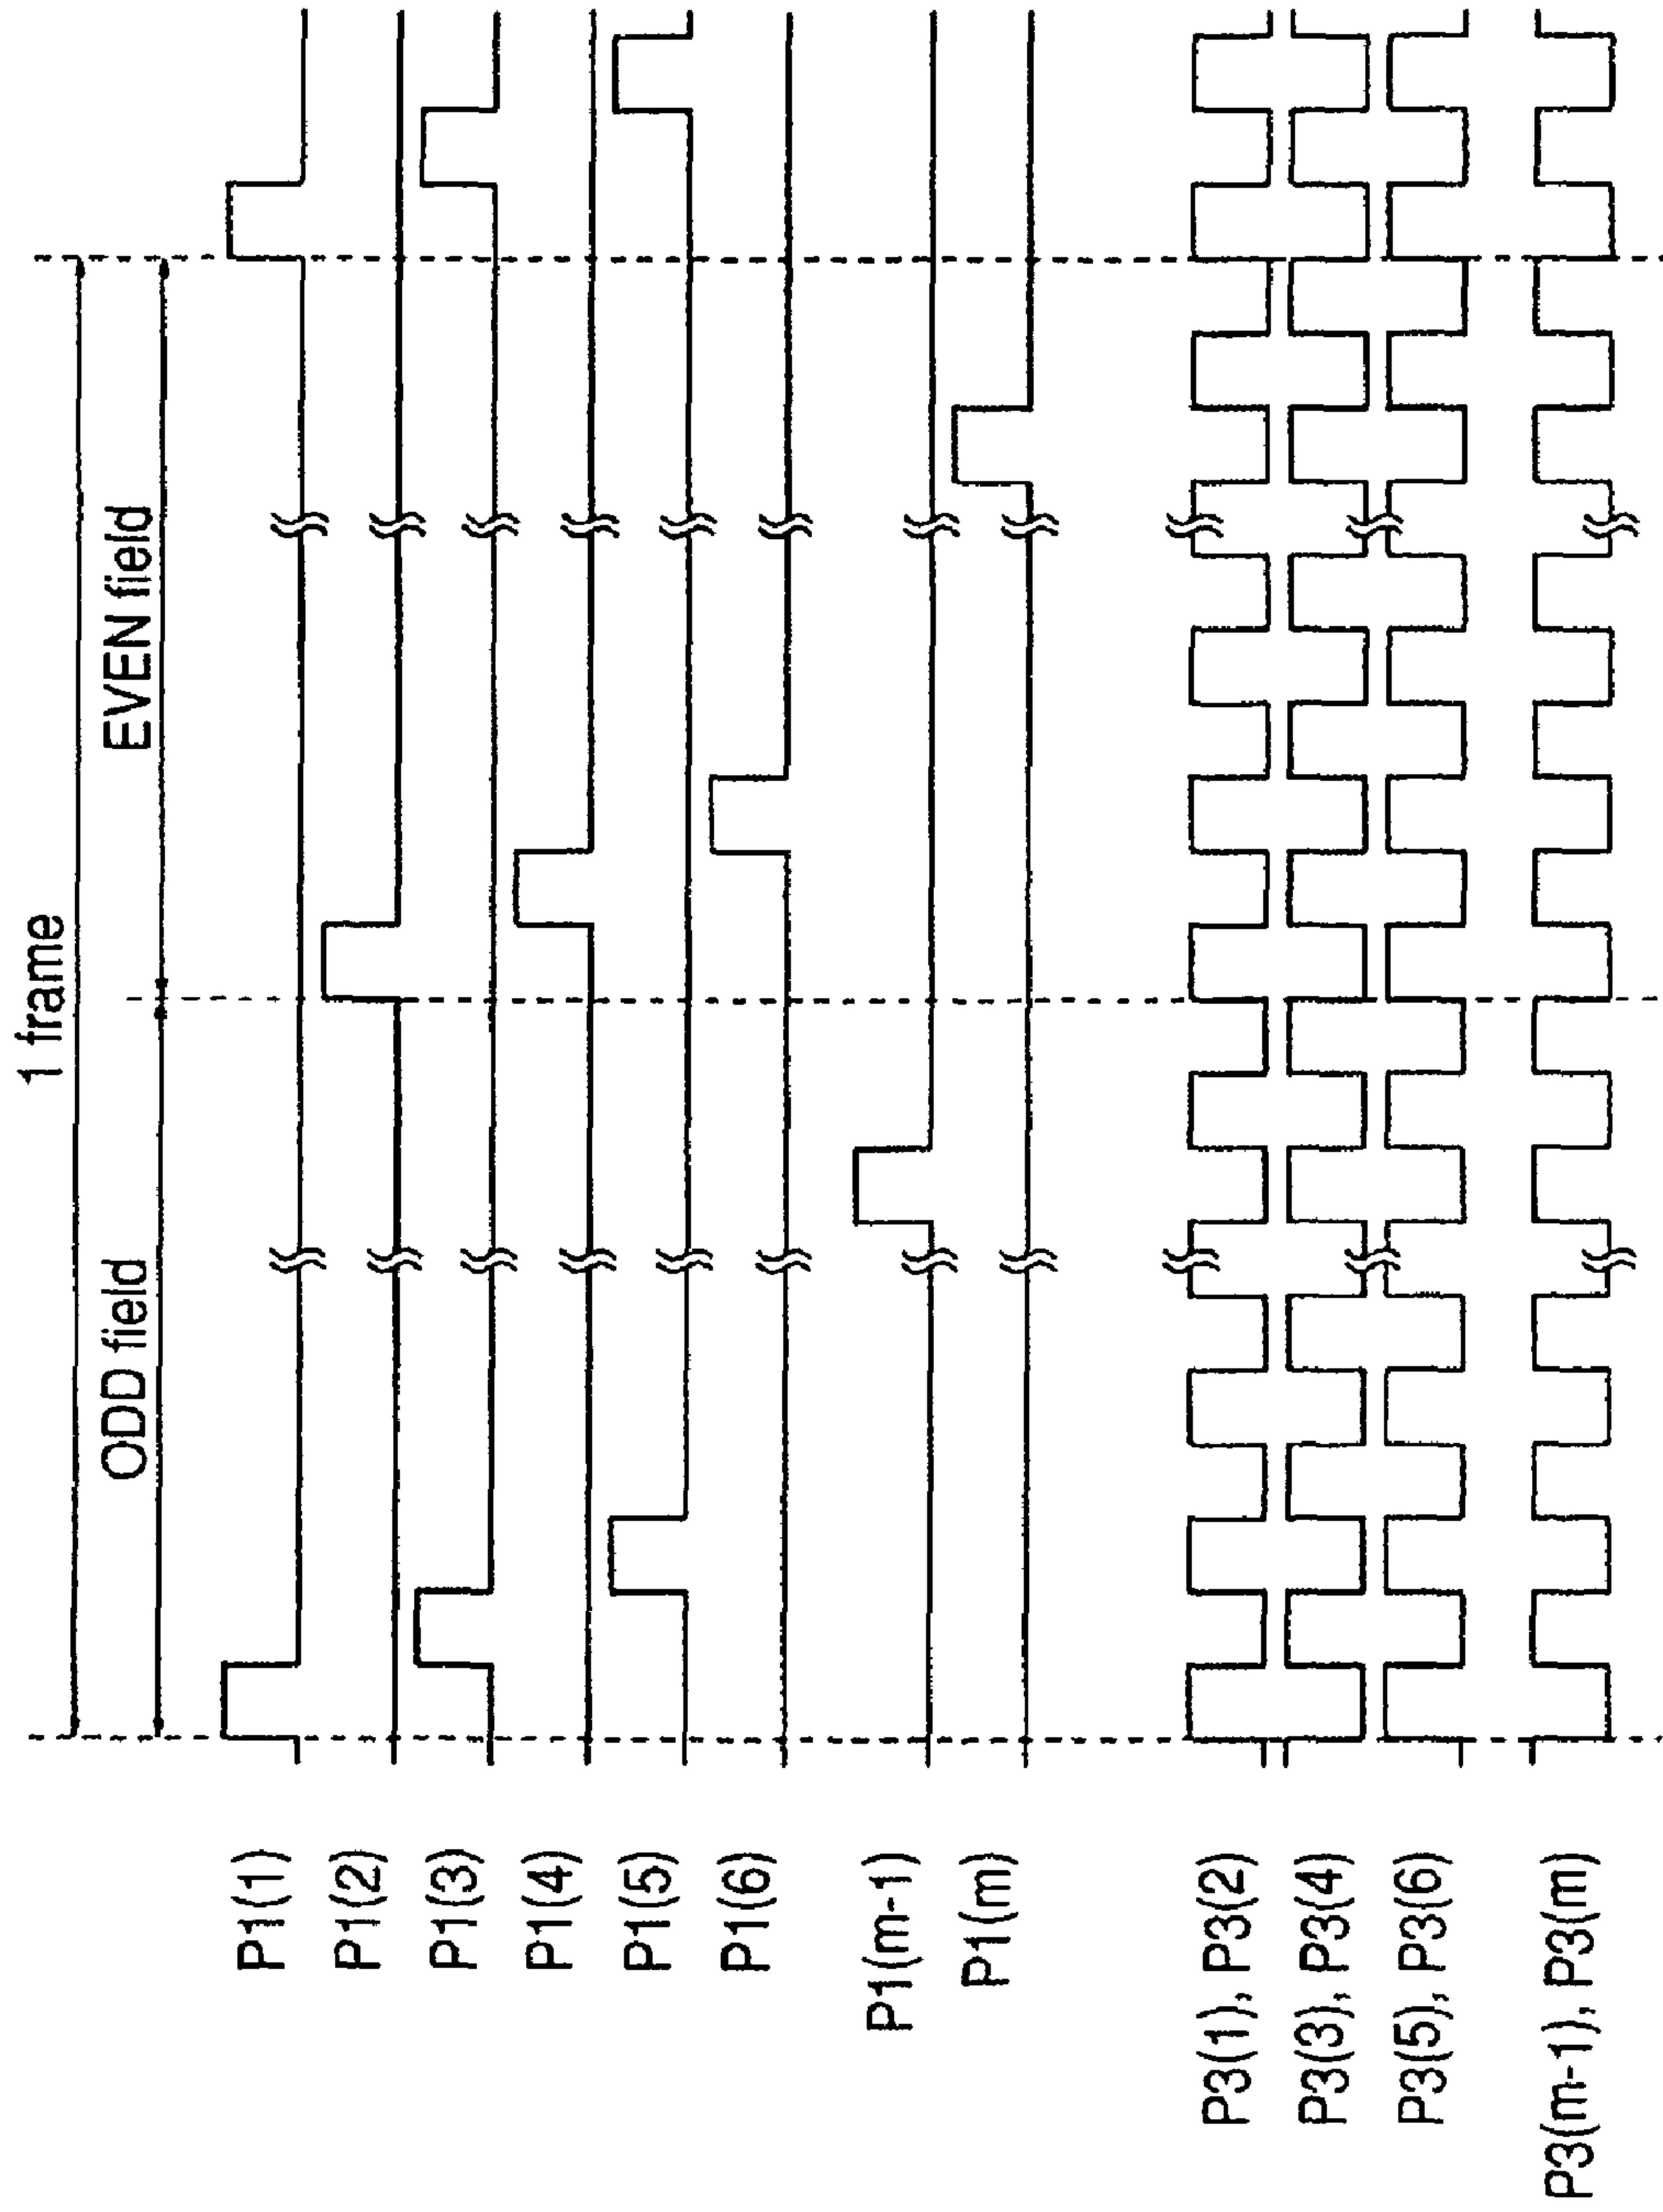 1 frame
ODD field
EVEN field
P1(1)
P1(2)
P1(3)
P1(4)
P1(5)
P1(6)
P1(m-1)
P1(m)
P3(1), P3(2)
P3(3), P3(4)
P3(5), P3(6)
P3(m-1), P3(m)